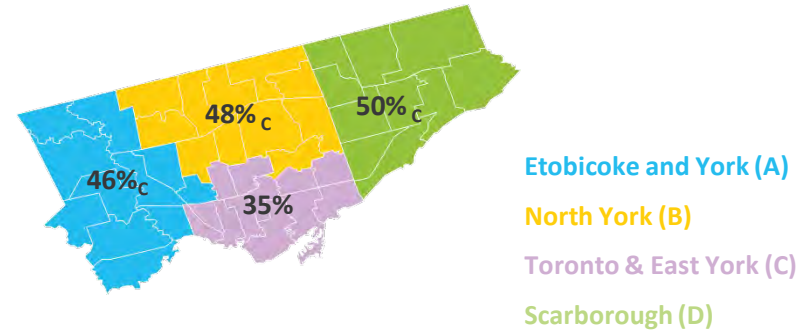 50% C
48% C
46% C
35%
Etobicoke and York (A)
North York (B)
Toronto & East York (C)
Scarborough (D)